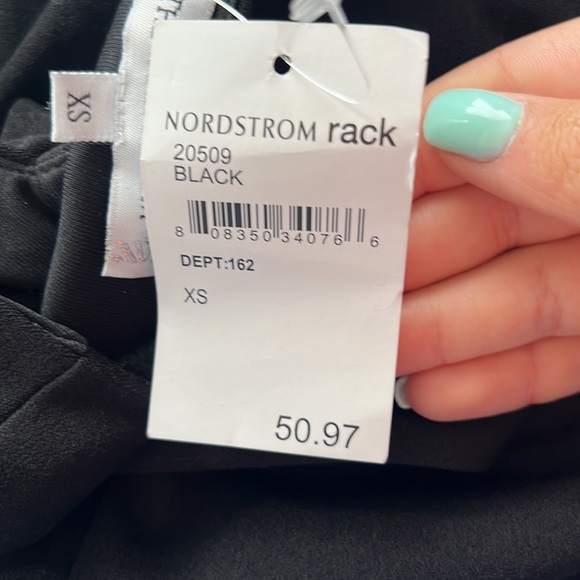 XS
NORDSTROM rack
20509
BLACK
8 08350 34076 6
DEPT:162
XS
50.97